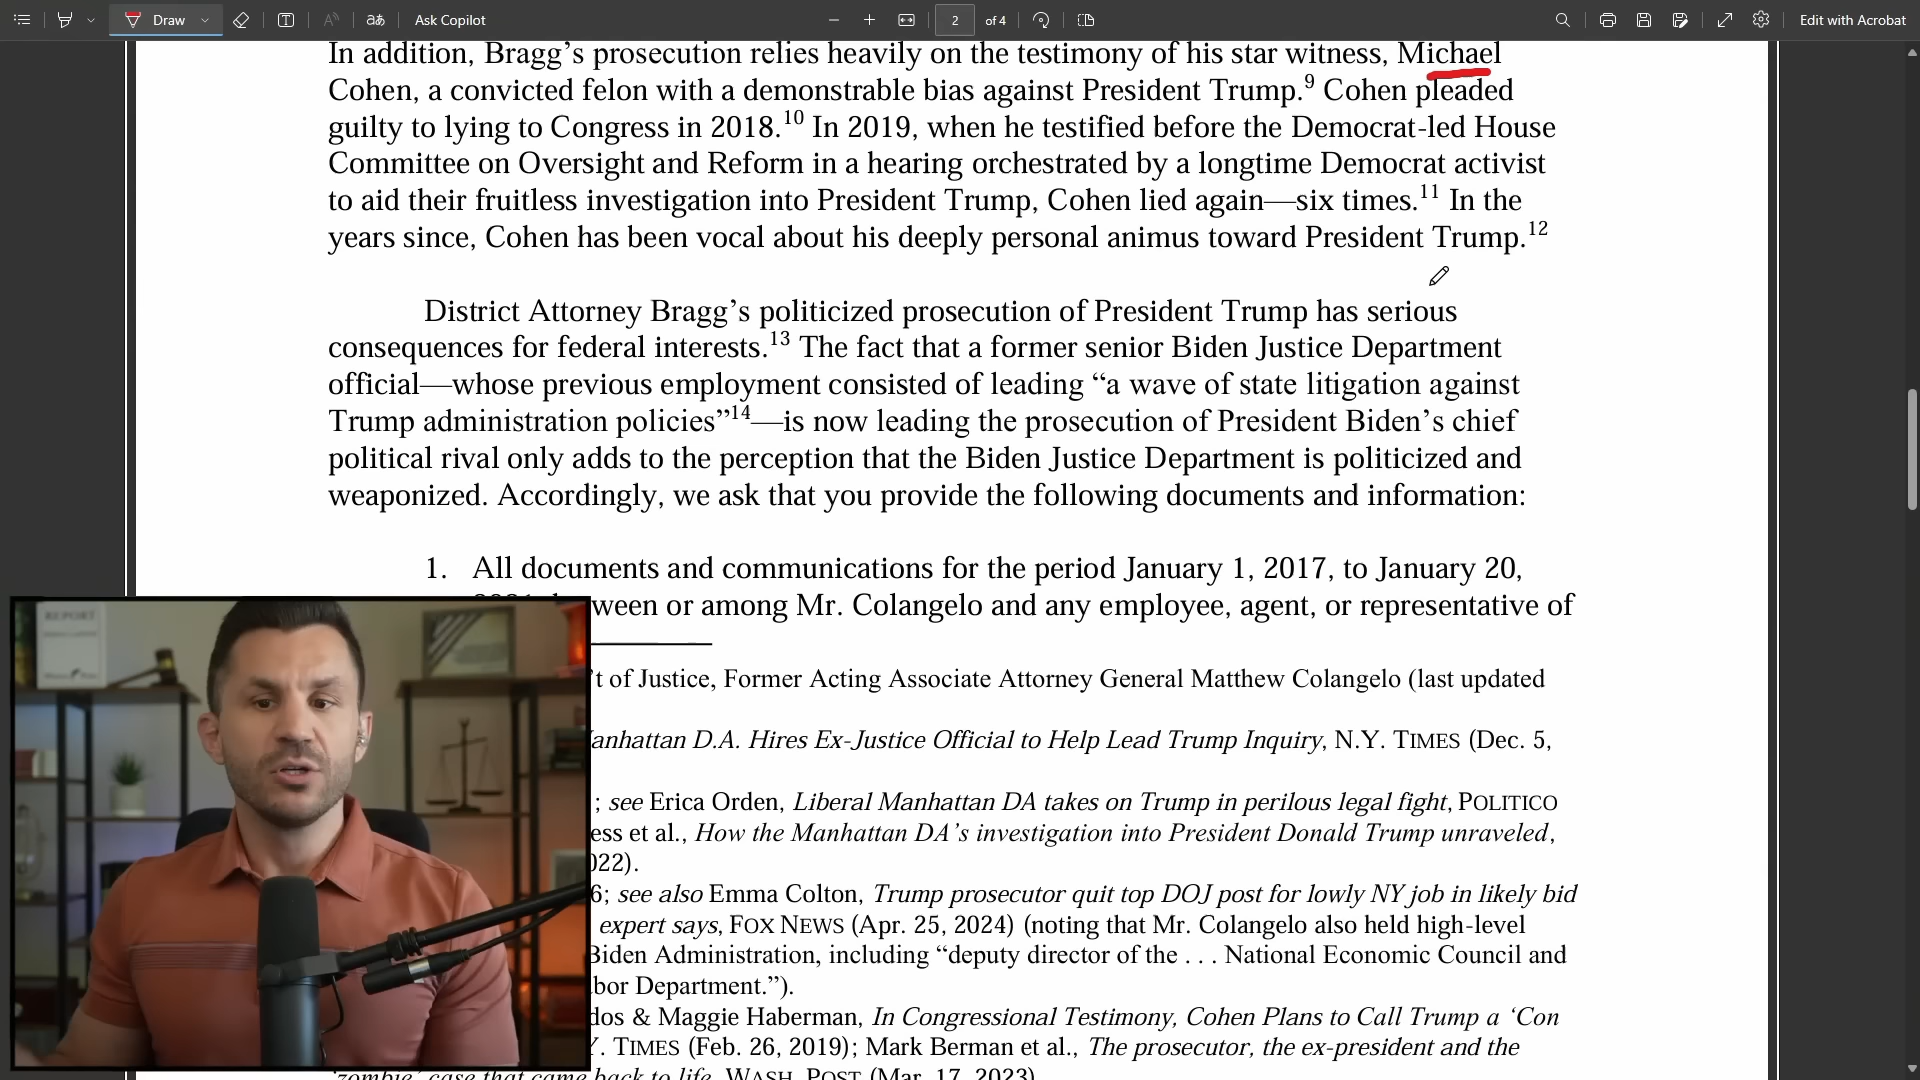 Draw
Ask Copilot
2
of 4
Edit with Acrobat
In addition, Bragg’s prosecution relies heavily on the testimony of his star witness, Michael
Cohen, a convicted felon with a demonstrable bias against President Trump.9 Cohen pleaded
guilty to lying to Congress in 2018.10 In 2019, when he testified before the Democrat-led House
Committee on Oversight and Reform in a hearing orchestrated by a longtime Democrat activist
to aid their fruitless investigation into President Trump, Cohen lied again—six times.11 In the
years since, Cohen has been vocal about his deeply personal animus toward President Trump.12
District Attorney Bragg’s politicized prosecution of President Trump has serious
consequences for federal interests.13 The fact that a former senior Biden Justice Department
official—whose previous employment consisted of leading “a wave of state litigation against
Trump administration policies”14—is now leading the prosecution of President Biden’s chief
political rival only adds to the perception that the Biden Justice Department is politicized and
weaponized. Accordingly, we ask that you provide the following documents and information:
1. All documents and communications for the period January 1, 2017, to January 20,
ween or among Mr. Colangelo and any employee, agent, or representative of
’t of Justice, Former Acting Associate Attorney General Matthew Colangelo (last updated
anhattan D.A. Hires Ex-Justice Official to Help Lead Trump Inquiry, N.Y. TIMES (Dec. 5,
; see Erica Orden, Liberal Manhattan DA takes on Trump in perilous legal fight, POLITICO
ess et al., How the Manhattan DA’s investigation into President Donald Trump unraveled,
022).
6; see also Emma Colton, Trump prosecutor quit top DOJ post for lowly NY job in likely bid
expert says, FOX NEWS (Apr. 25, 2024) (noting that Mr. Colangelo also held high-level
Biden Administration, including “deputy director of the . . . National Economic Council and
bor Department.”).
dos & Maggie Haberman, In Congressional Testimony, Cohen Plans to Call Trump a ‘Con
Y. TIMES (Feb. 26, 2019); Mark Berman et al., The prosecutor, the ex-president and the
‘zombie’ case that came back to life, WASH. POST (Mar. 17, 2023)
REPORT